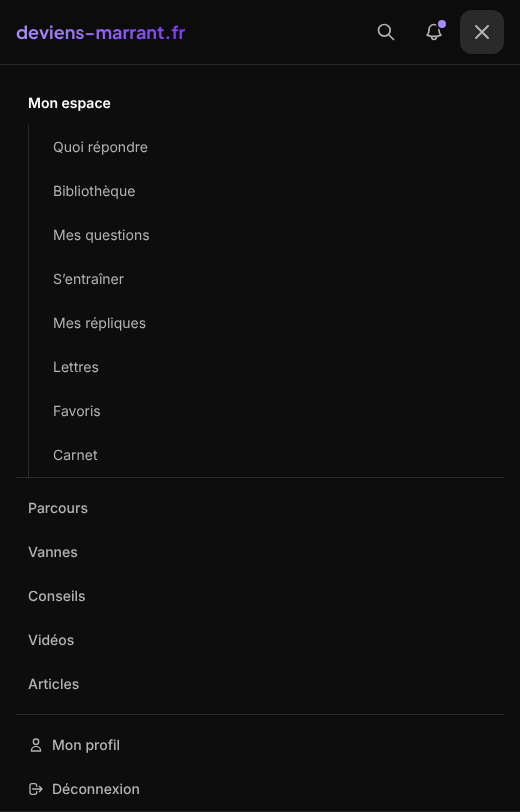 deviens-marrant.fr
Mon espace
Quoi répondre
Bibliothèque
Mes questions
S’entraîner
Mes répliques
Lettres
Favoris
Carnet
Parcours
Vannes
Conseils
Vidéos
Articles
Mon profil
Déconnexion